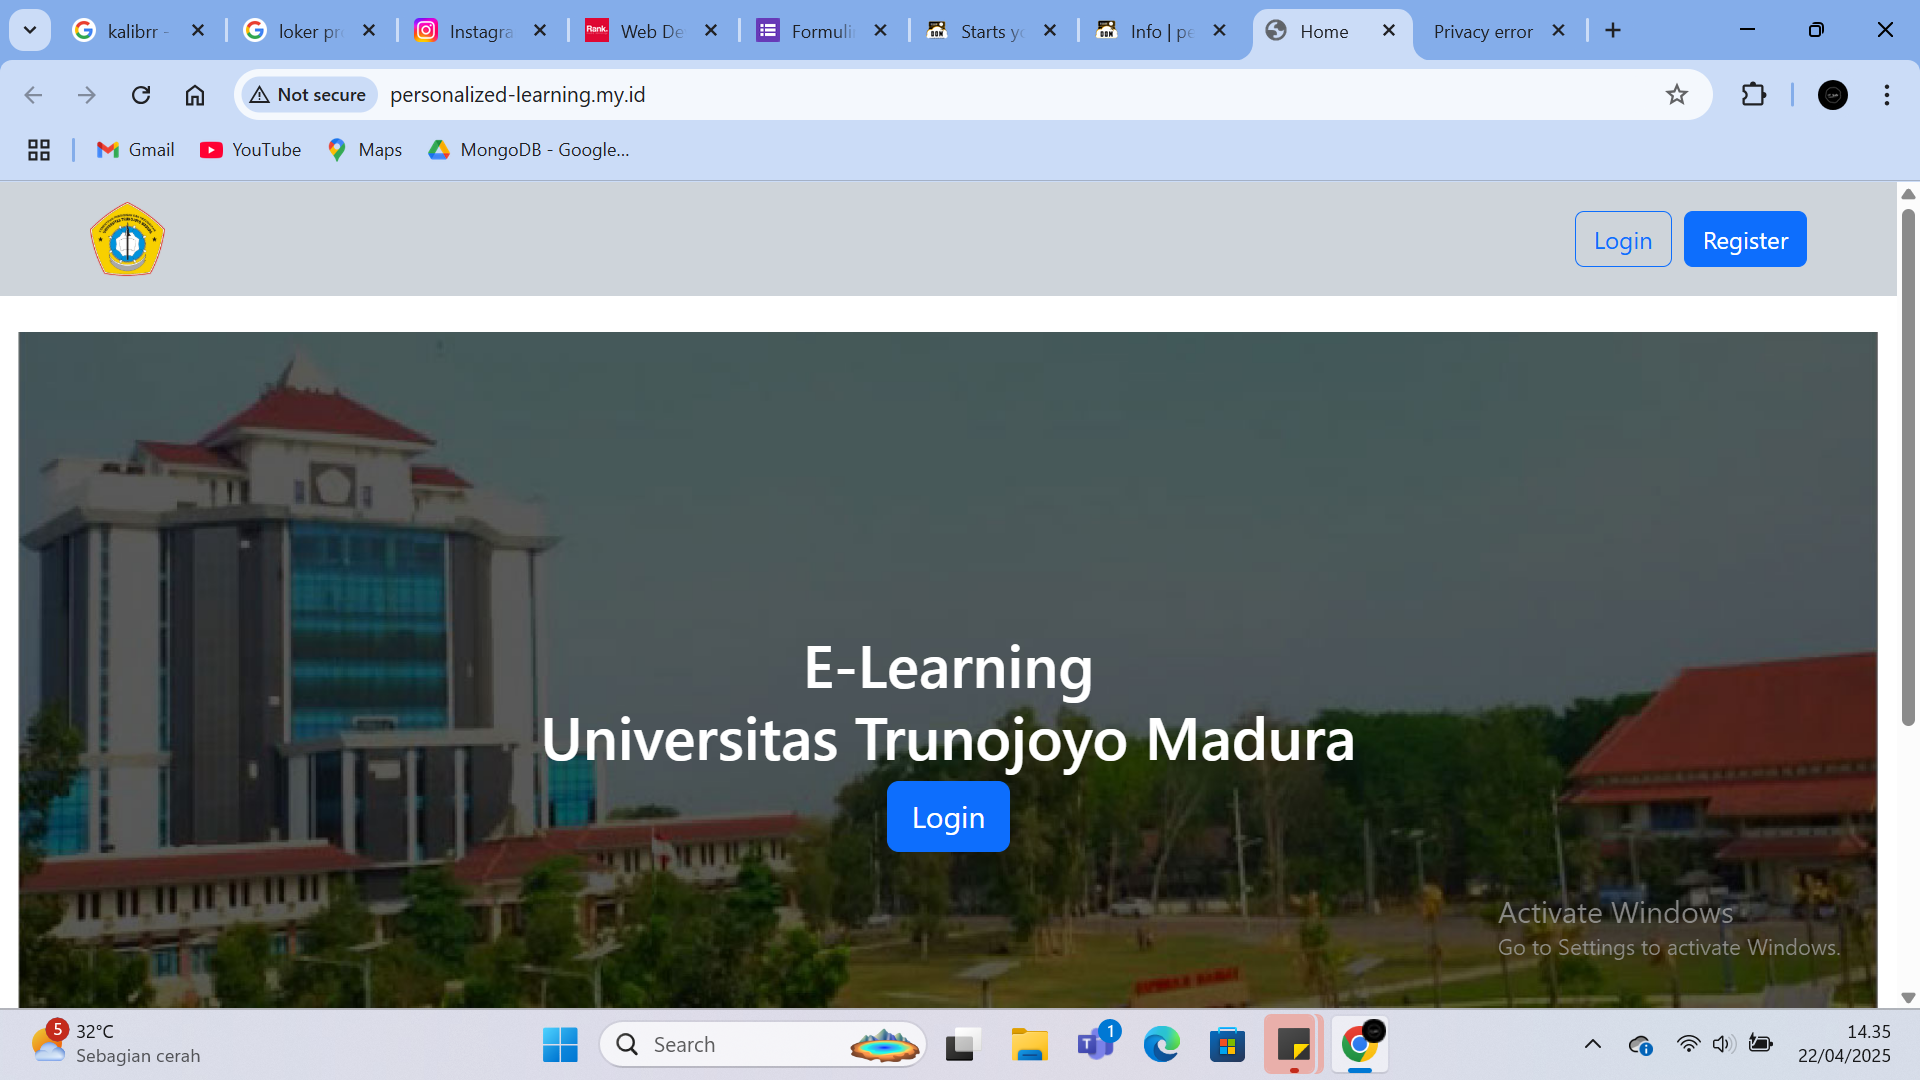 kalibrr -
loker pr
Instagra
Web De
Formuli
Starts y
Info | pe
Home
Privacy error
Not secure
personalized-learning.my.id
Gmail
YouTube
Maps
MongoDB - Google...
Login
Register
E-Learning
Universitas Trunojoyo Madura
Login
Activate Windows
Go to Settings to activate Windows.
5
32°C
Sebagian cerah
Search
1
14.35
22/04/2025